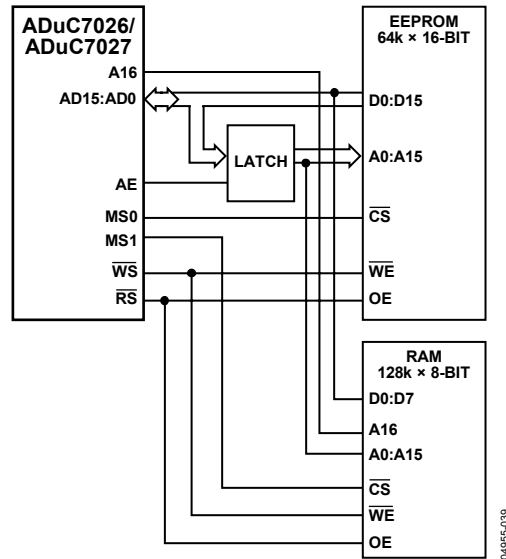 ADuC7026/
ADuC7027
A16
AD15:AD0
AE
MS0
MS1
WS
RS
LATCH
EEPROM
64k × 16-BIT
D0:D15
A0:A15
CS
WE
OE
RAM
128k × 8-BIT
D0:D7
A16
A0:A15
CS
WE
OE
04955-039